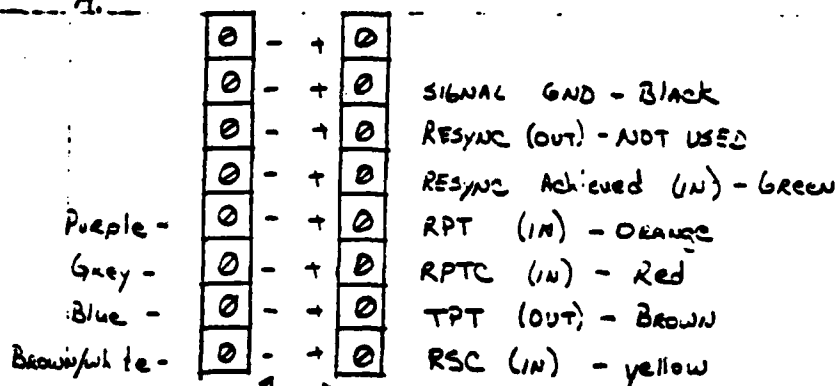 1.
- +
- + SIGNAL GND - Black
- + RESYNC (OUT) - NOT USED
- + RESYNC Achieved (IN) - GREEN
Purple - - + RPT (IN) - ORANGE
Grey - - + RPTC (IN) - Red
Blue - - + TPT (OUT) - BROWN
Brown/white - - + RSC (IN) - yellow